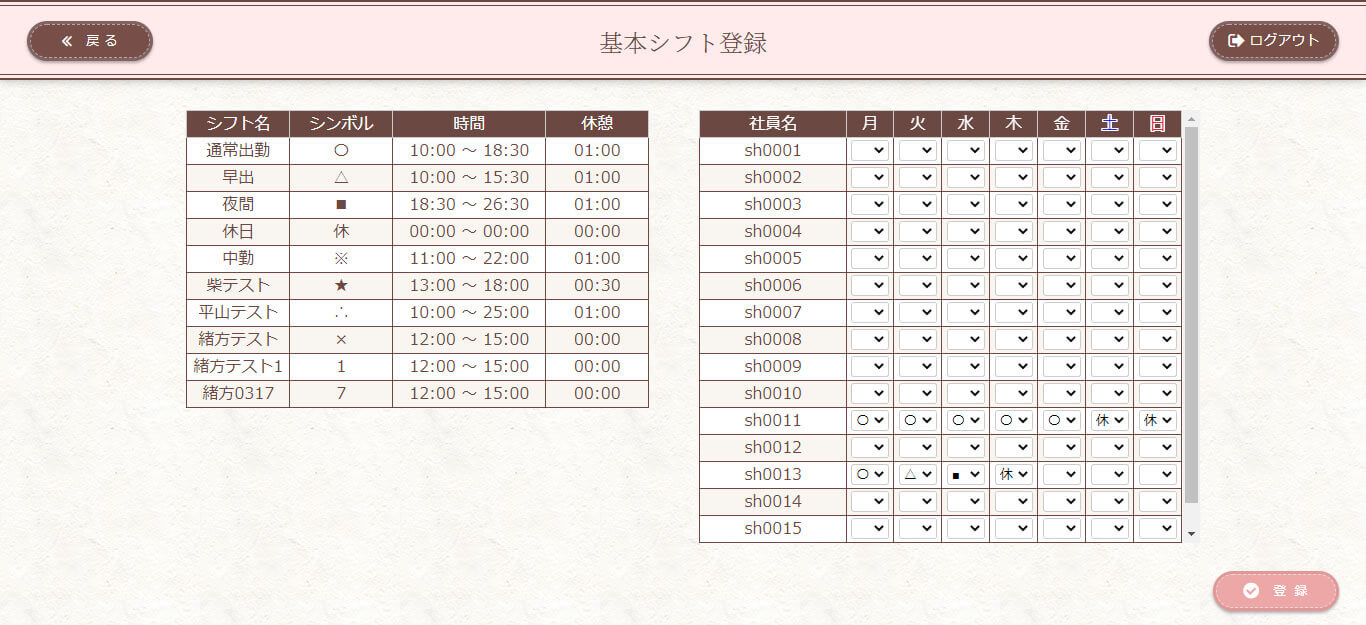 戻る
基本シフト登録
ログアウト
シフト名 シンボル 時間 休憩
通常出勤 〇 10:00 ～ 18:30 01:00
早出 △ 10:00 ～ 15:30 01:00
夜間 ■ 18:30 ～ 26:30 01:00
休日 休 00:00 ～ 00:00 00:00
中勤 ※ 11:00 ～ 22:00 01:00
柴テスト ★ 13:00 ～ 18:00 00:30
平山テスト ∴ 10:00 ～ 25:00 01:00
緒方テスト × 12:00 ～ 15:00 00:00
緒方テスト1 1 12:00 ～ 15:00 00:00
緒方0317 7 12:00 ～ 15:00 00:00
社員名 月 火 水 木 金 土 日
sh0001
sh0002
sh0003
sh0004
sh0005
sh0006
sh0007
sh0008
sh0009
sh0010
sh0011 〇 〇 〇 〇 〇 休 休
sh0012
sh0013 〇 △ ■ 休
sh0014
sh0015
登録